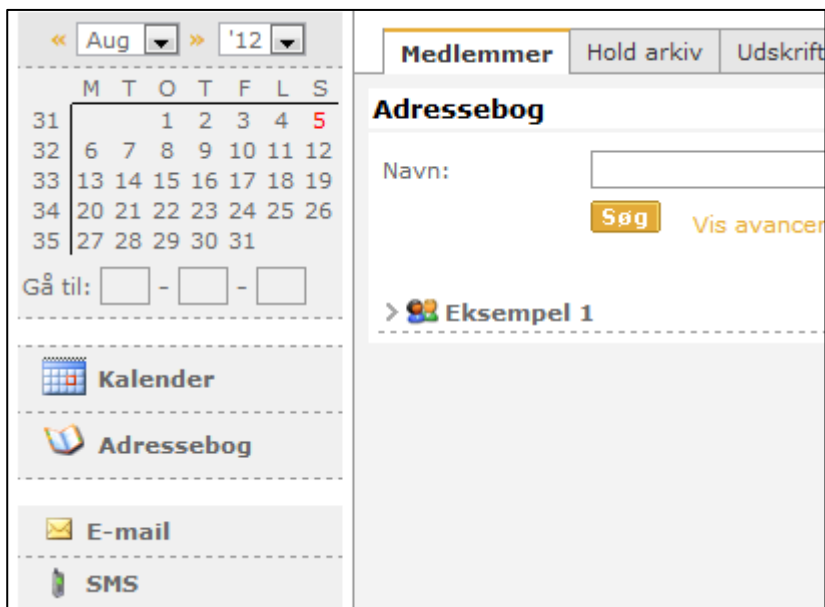 « Aug » '12
M T O T F L S
31 1 2 3 4 5
32 6 7 8 9 10 11 12
33 13 14 15 16 17 18 19
34 20 21 22 23 24 25 26
35 27 28 29 30 31
Gå til: - -
Kalender
Adressebog
E-mail
SMS
Medlemmer Hold arkiv Udskrift
Adressebog
Navn:
Søg Vis avancer
> Eksempel 1